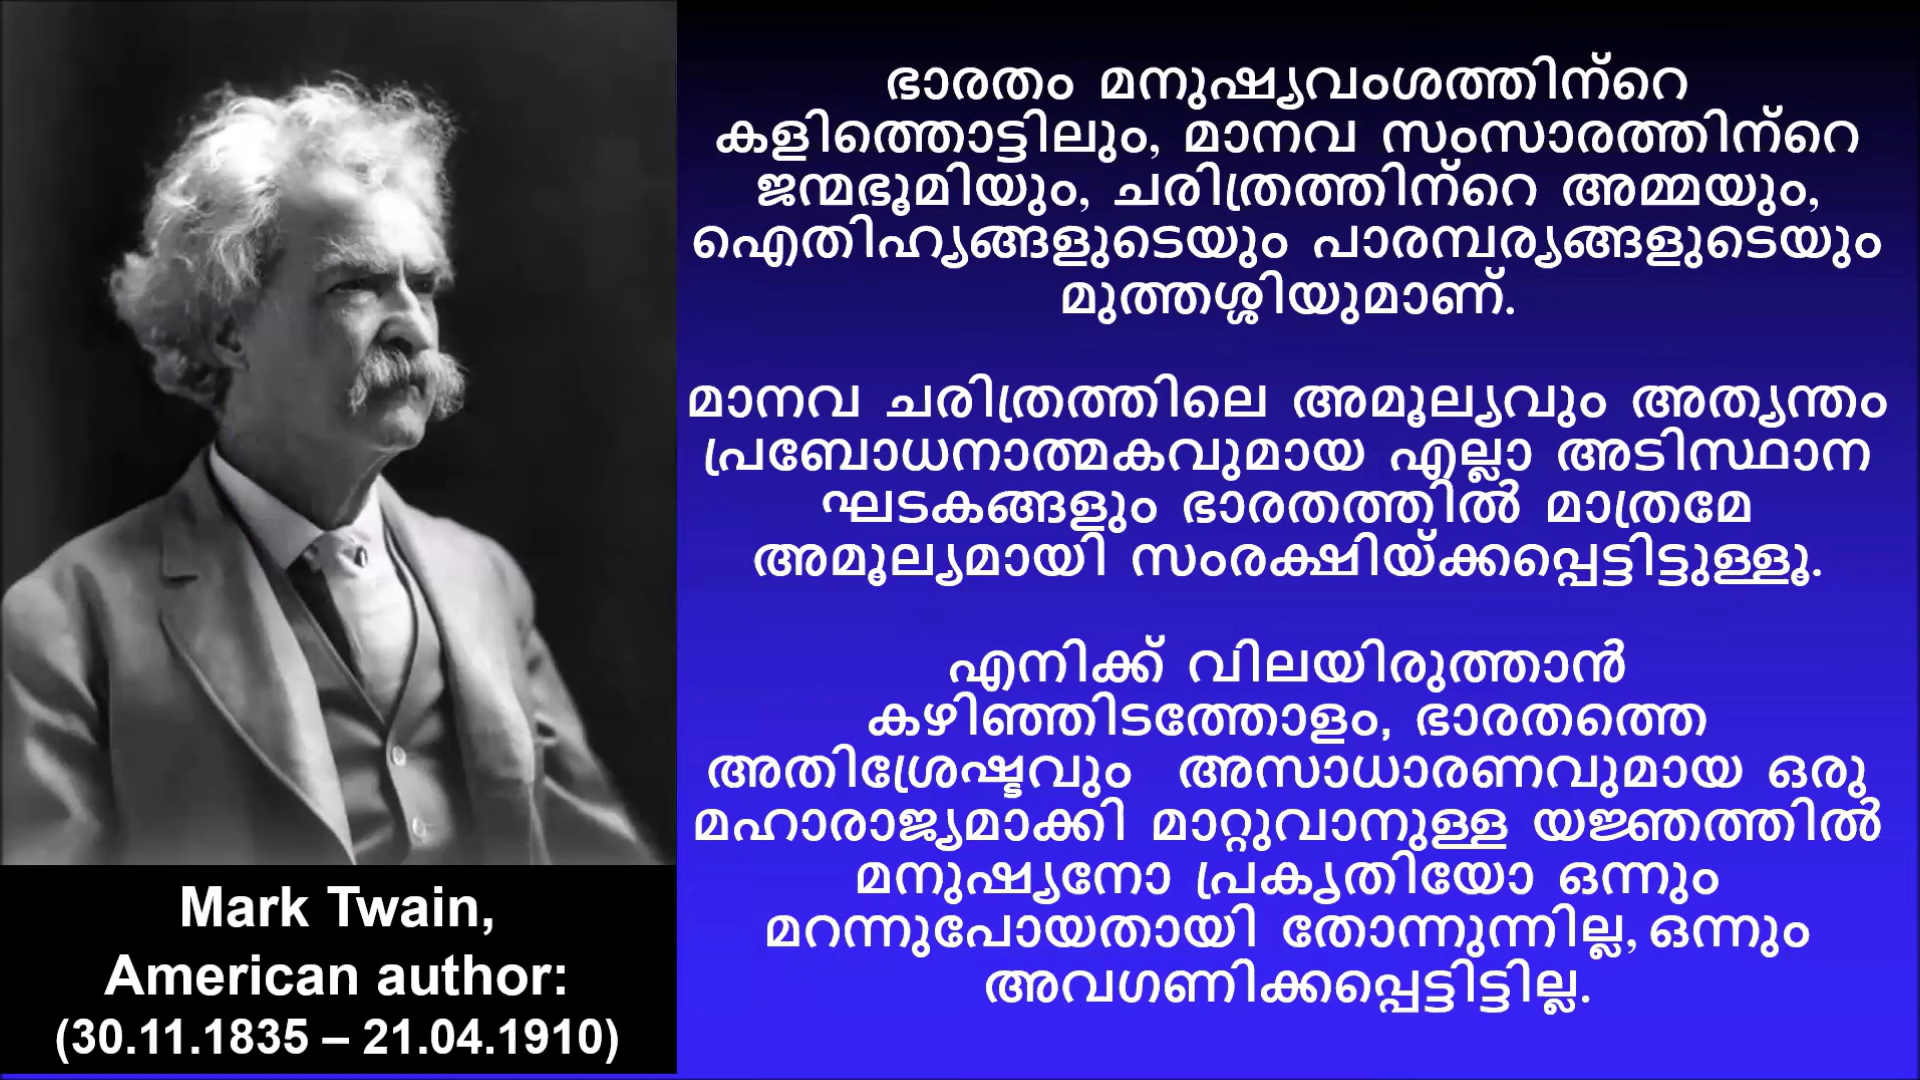 ഭാരതം മനുഷ്യവംശത്തിന്റെ
കളിത്തൊട്ടിലും, മാനവ സംസാരത്തിന്റെ
ജന്മഭൂമിയും, ചരിത്രത്തിന്റെ അമ്മയും,
ഐതിഹ്യങ്ങളുടെയും പാരമ്പര്യങ്ങളുടെയും
മുത്തശ്ശിയുമാണ്.
മാനവ ചരിത്രത്തിലെ അമൂല്യവും അത്യന്തം
പ്രബോധനാത്മകവുമായ എല്ലാ അടിസ്ഥാന
ഘടകങ്ങളും ഭാരതത്തിൽ മാത്രമേ
അമൂല്യമായി സംരക്ഷിയ്ക്കപ്പെട്ടിട്ടുള്ളൂ.
എനിക്ക് വിലയിരുത്താൻ
കഴിഞ്ഞിടത്തോളം, ഭാരതത്തെ
അതിശ്രേഷ്ടവും അസാധാരണവുമായ ഒരു
മഹാരാജ്യമാക്കി മാറ്റുവാനുള്ള യജ്ഞത്തിൽ
മനുഷ്യനോ പ്രകൃതിയോ ഒന്നും
മറന്നുപോയതായി തോന്നുന്നില്ല, ഒന്നും
അവഗണിക്കപ്പെട്ടിട്ടില്ല.
Mark Twain,
American author:
(30.11.1835 – 21.04.1910)